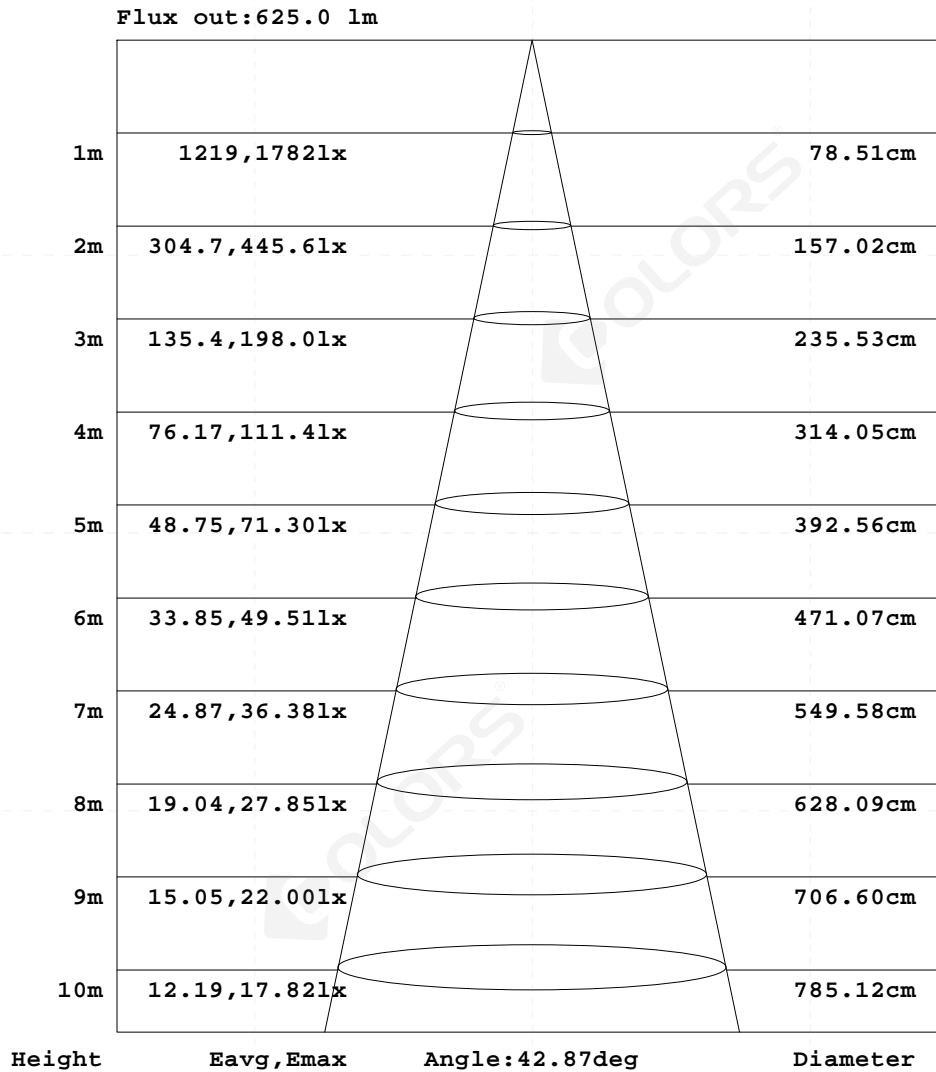 Flux out:625.0 lm
1m 1219,1782lx 78.51cm
2m 304.7,445.6lx 157.02cm
3m 135.4,198.0lx 235.53cm
4m 76.17,111.4lx 314.05cm
5m 48.75,71.30lx 392.56cm
6m 33.85,49.51lx 471.07cm
7m 24.87,36.38lx 549.58cm
8m 19.04,27.85lx 628.09cm
9m 15.05,22.00lx 706.60cm
10m 12.19,17.82lx 785.12cm
Height Eavg,Emax Angle:42.87deg Diameter
COLORS
COLORS